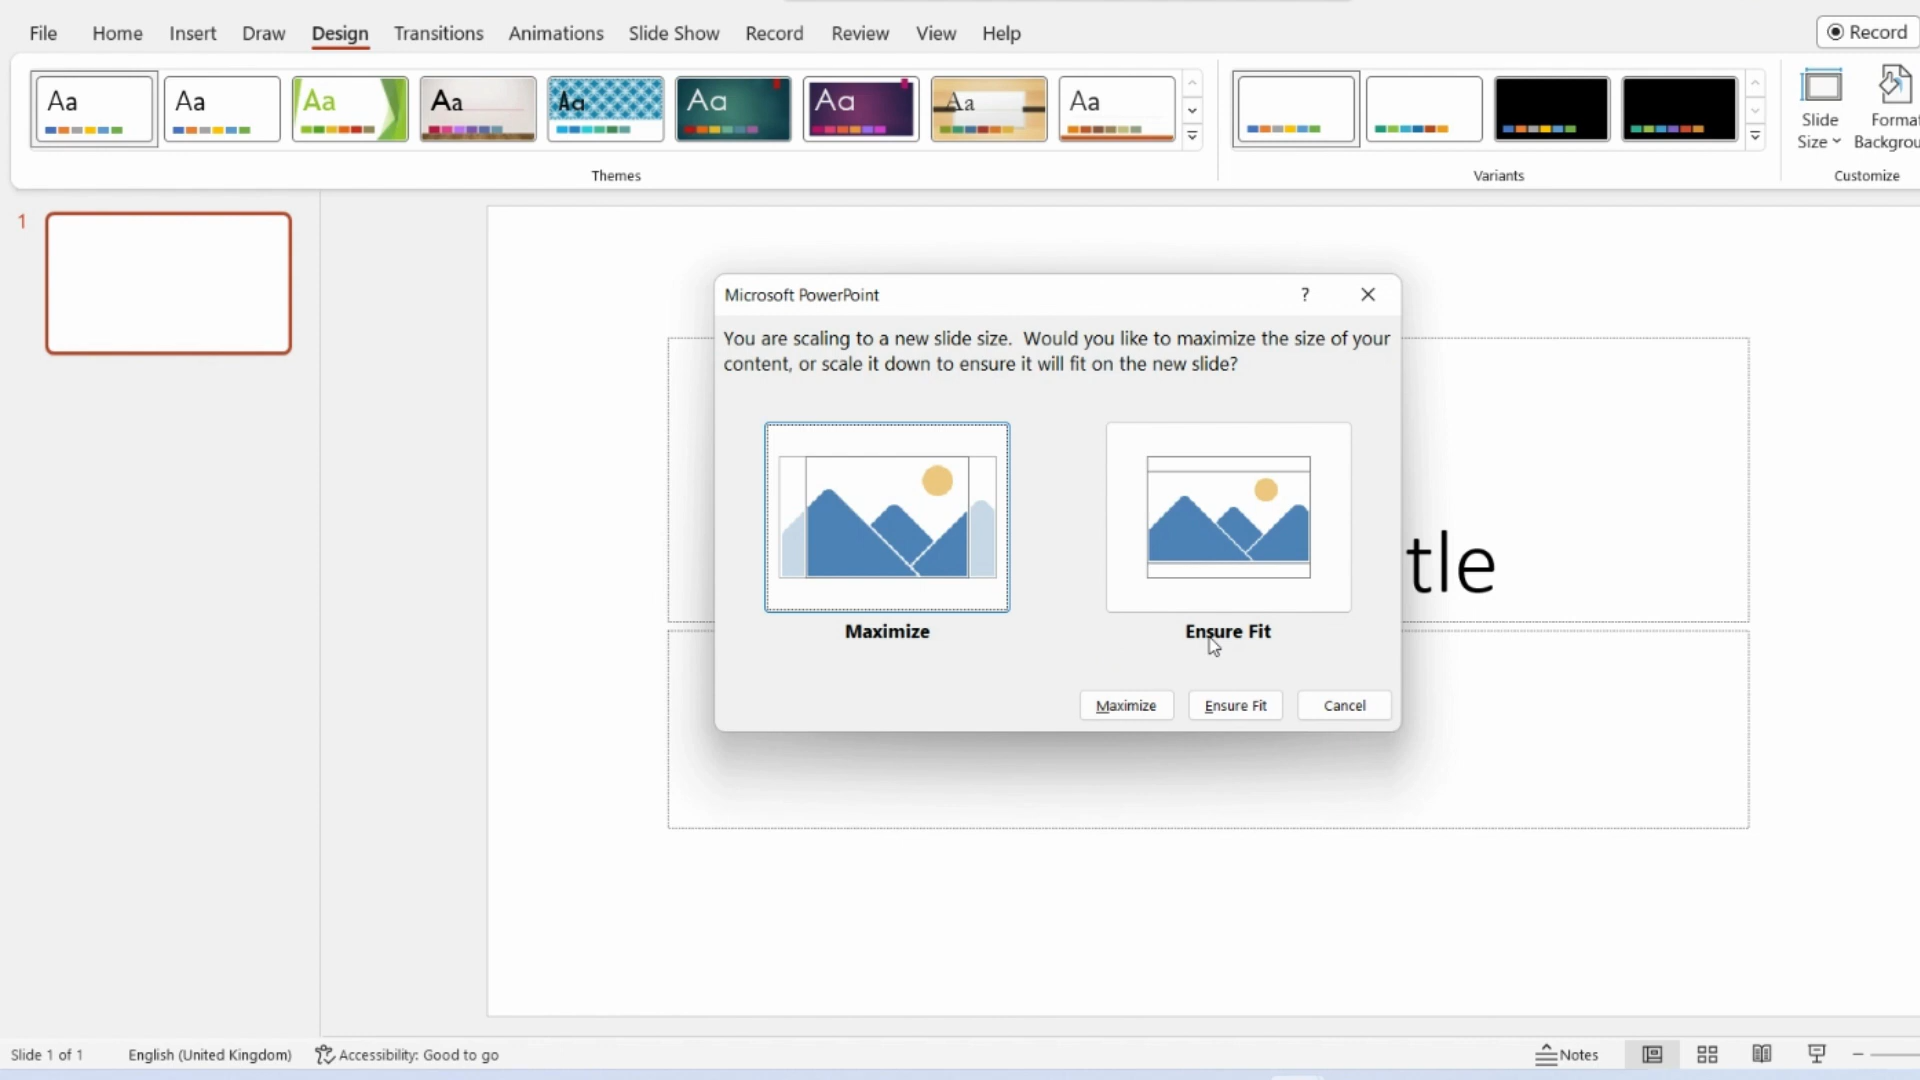 File Home Insert Draw Design Transitions Animations Slide Show Record Review View Help Record
Aa Aa Aa Aa Aa Aa Aa Aa Aa
Slide Format
Size Backgrou
Themes Variants Customize
1
Microsoft PowerPoint ?
You are scaling to a new slide size. Would you like to maximize the size of your
content, or scale it down to ensure it will fit on the new slide?
tle
Maximize Ensure Fit
Maximize Ensure Fit Cancel
Slide 1 of 1 English (United Kingdom) Accessibility: Good to go Notes